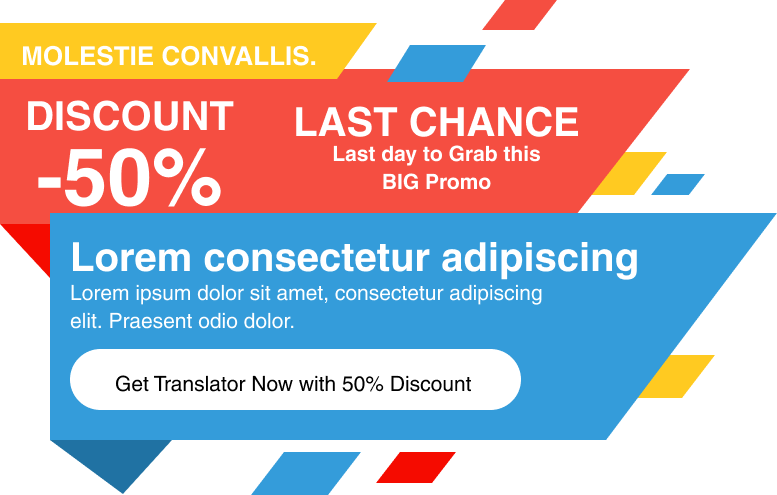 MOLESTIE CONVALLIS.
DISCOUNT
-50%
LAST CHANCE
Last day to Grab this
BIG Promo
Lorem consectetur adipiscing
Lorem ipsum dolor sit amet, consectetur adipiscing
elit. Praesent odio dolor.
Get Translator Now with 50% Discount